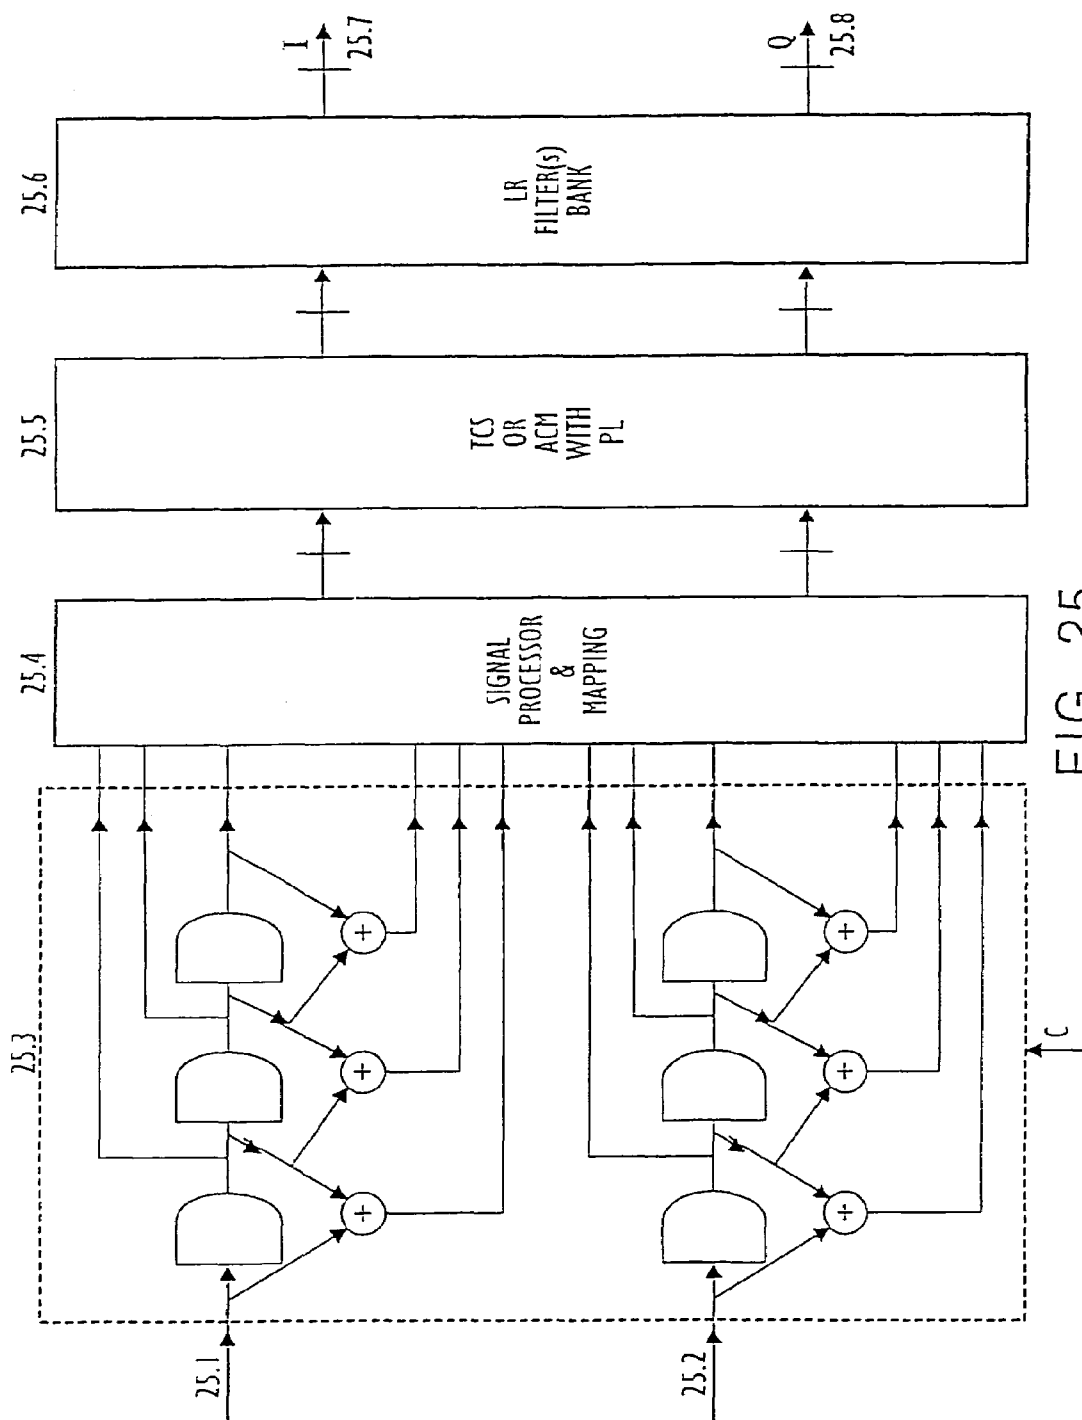 25.1
25.2
25.3
+
+
+
+
+
+
C
25.4
SIGNAL
PROCESSOR
&
MAPPING
25.5
TCS
OR
ACM
WITH
PL
25.6
LR
FILTER(s)
BANK
I
25.7
Q
25.8
FIG 25